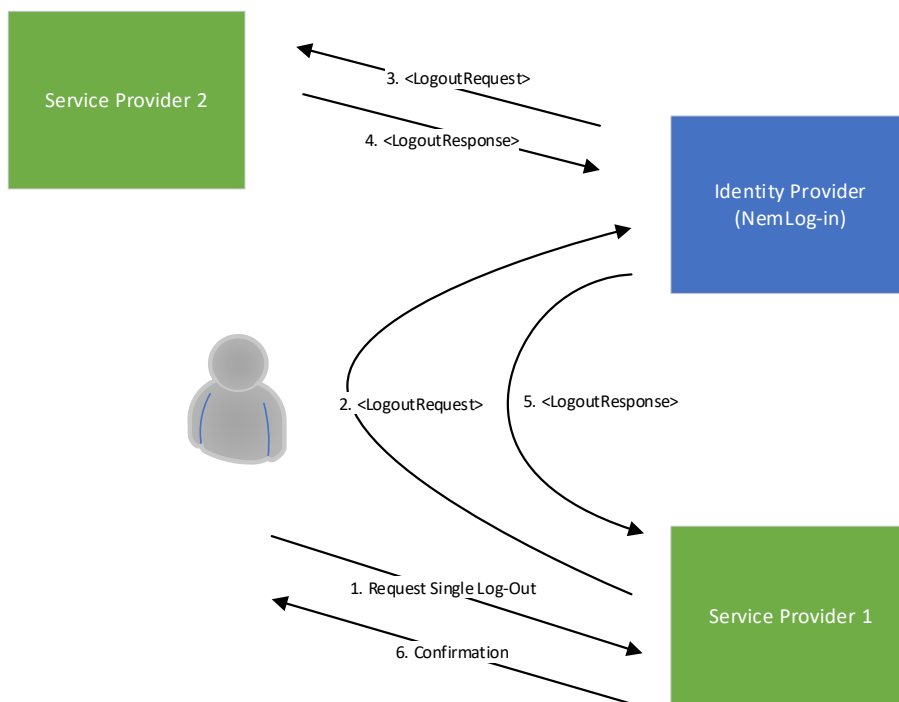 3. <LogoutRequest>
Service Provider 2
4. <LogoutResponse>
Identity Provider
(NemLog-in)
2. <LogoutRequest>
5. <LogoutResponse>
1. Request Single Log-Out
Service Provider 1
6. Confirmation